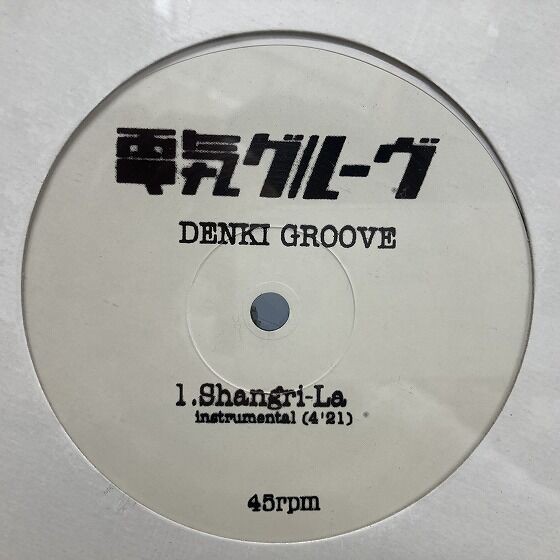 電気グルーヴ
DENKI GROOVE
1.Shangri-La
instrumental (4'21)
45rpm